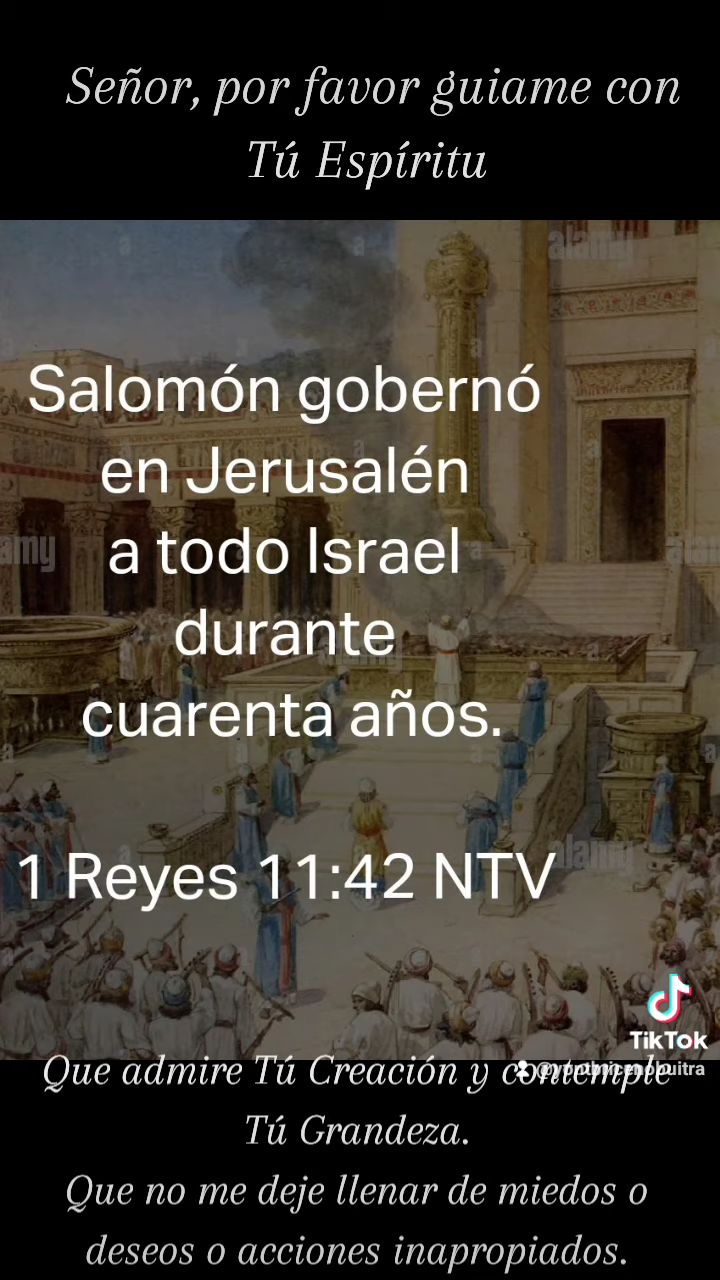 Señor, por favor guiame con
Tú Espíritu
alamy
Salomón gobernó
en Jerusalén
a todo Israel
durante
cuarenta años.
1 Reyes 11:42 NTV
alamy
TikTok
Que admire Tú Creación y contemple
Tú Grandeza.
Que no me deje llenar de miedos o
deseos o acciones inapropiados.